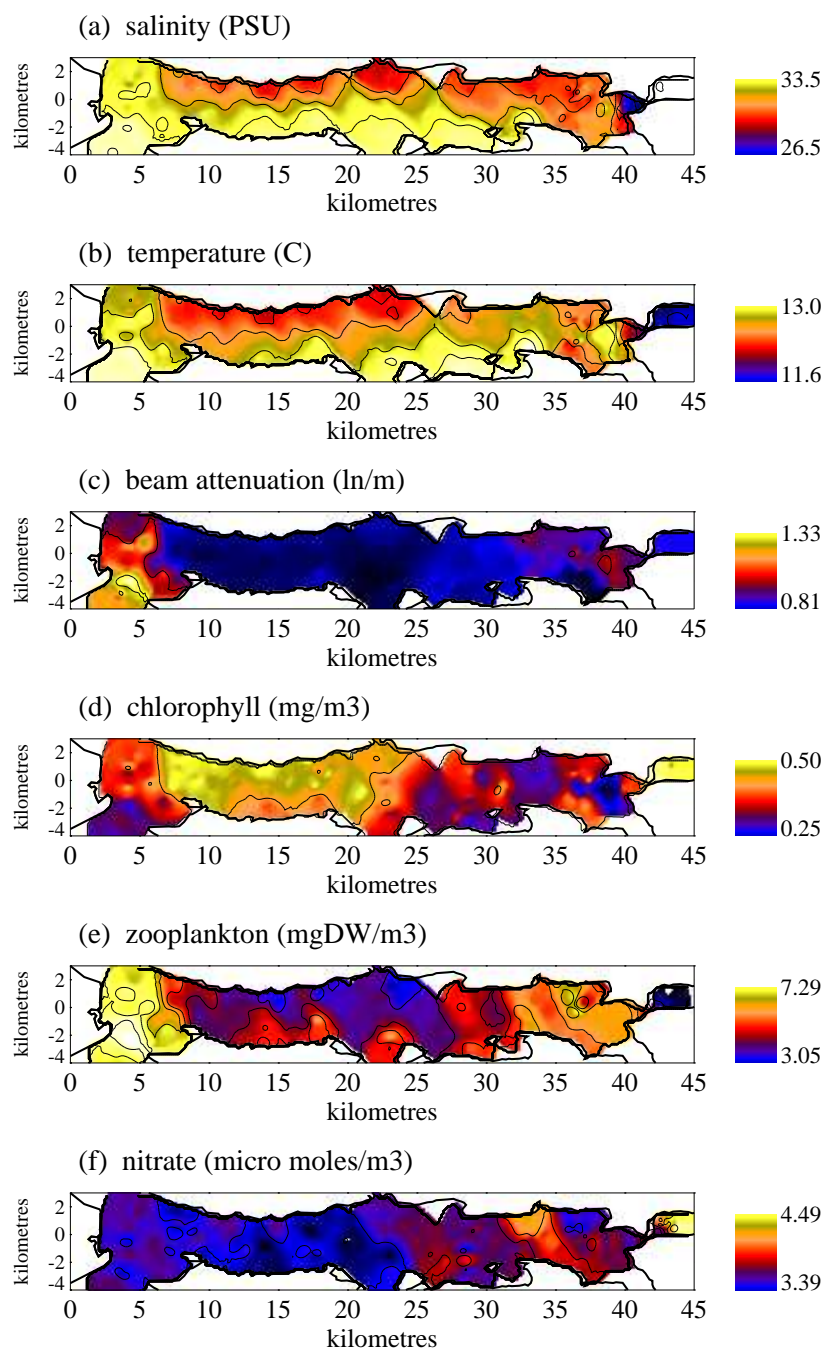 (a) salinity (PSU)
kilometres
2
0
-2
-4
33.5
26.5
0 5 10 15 20 25 30 35 40 45
kilometres
(b) temperature (C)
kilometres
2
0
-2
-4
13.0
11.6
0 5 10 15 20 25 30 35 40 45
kilometres
(c) beam attenuation (ln/m)
kilometres
2
0
-2
-4
1.33
0.81
0 5 10 15 20 25 30 35 40 45
kilometres
(d) chlorophyll (mg/m3)
kilometres
2
0
-2
-4
0.50
0.25
0 5 10 15 20 25 30 35 40 45
kilometres
(e) zooplankton (mgDW/m3)
kilometres
2
0
-2
-4
7.29
3.05
0 5 10 15 20 25 30 35 40 45
kilometres
(f) nitrate (micro moles/m3)
kilometres
2
0
-2
-4
4.49
3.39
0 5 10 15 20 25 30 35 40 45
kilometres